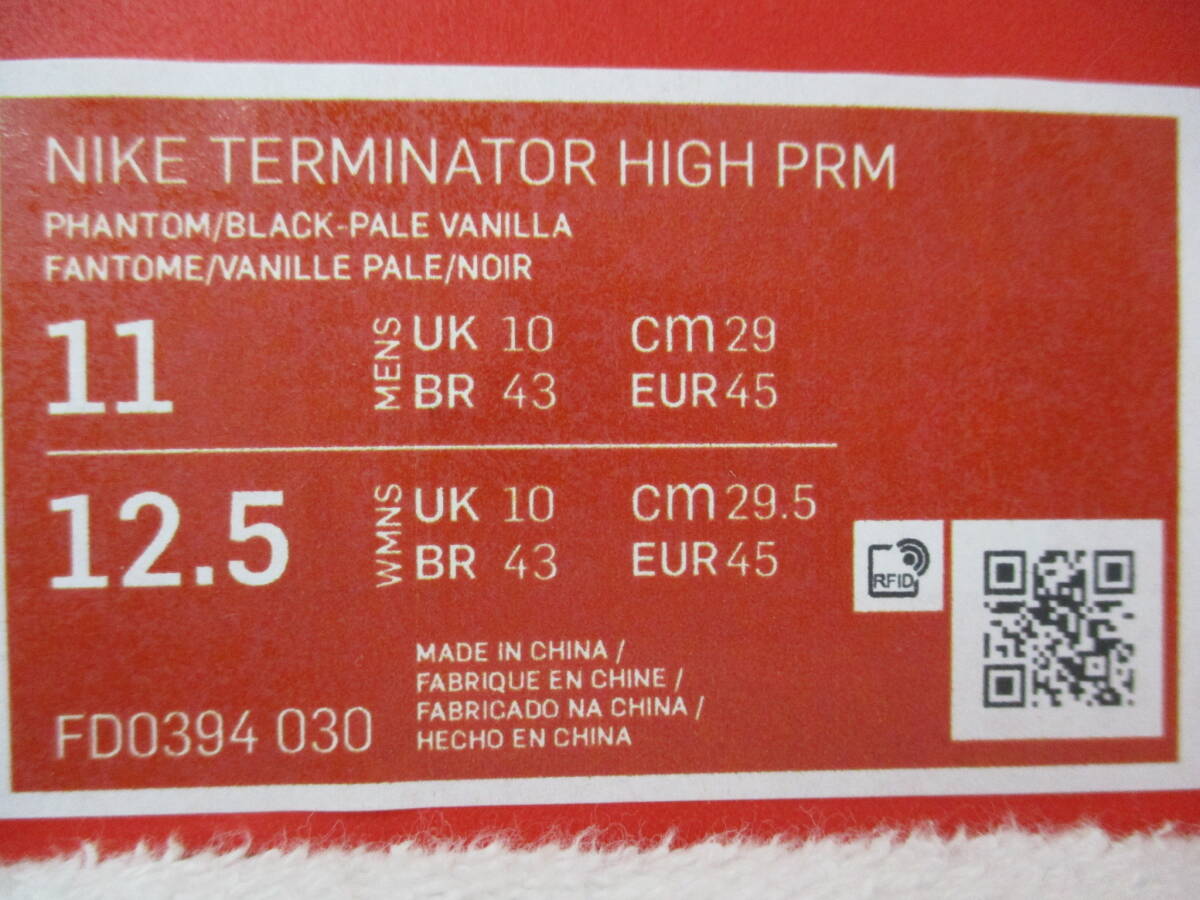 NIKE TERMINATOR HIGH PRM
PHANTOM/BLACK-PALE VANILLA
FANTOME/VANILLE PALE/NOIR
11 MENS UK 10 cm 29
BR 43 EUR 45
12.5 WMNS UK 10 cm 29.5
BR 43 EUR 45
RFID
MADE IN CHINA /
FABRIQUE EN CHINE /
FABRICADO NA CHINA /
HECHO EN CHINA
FD0394 030